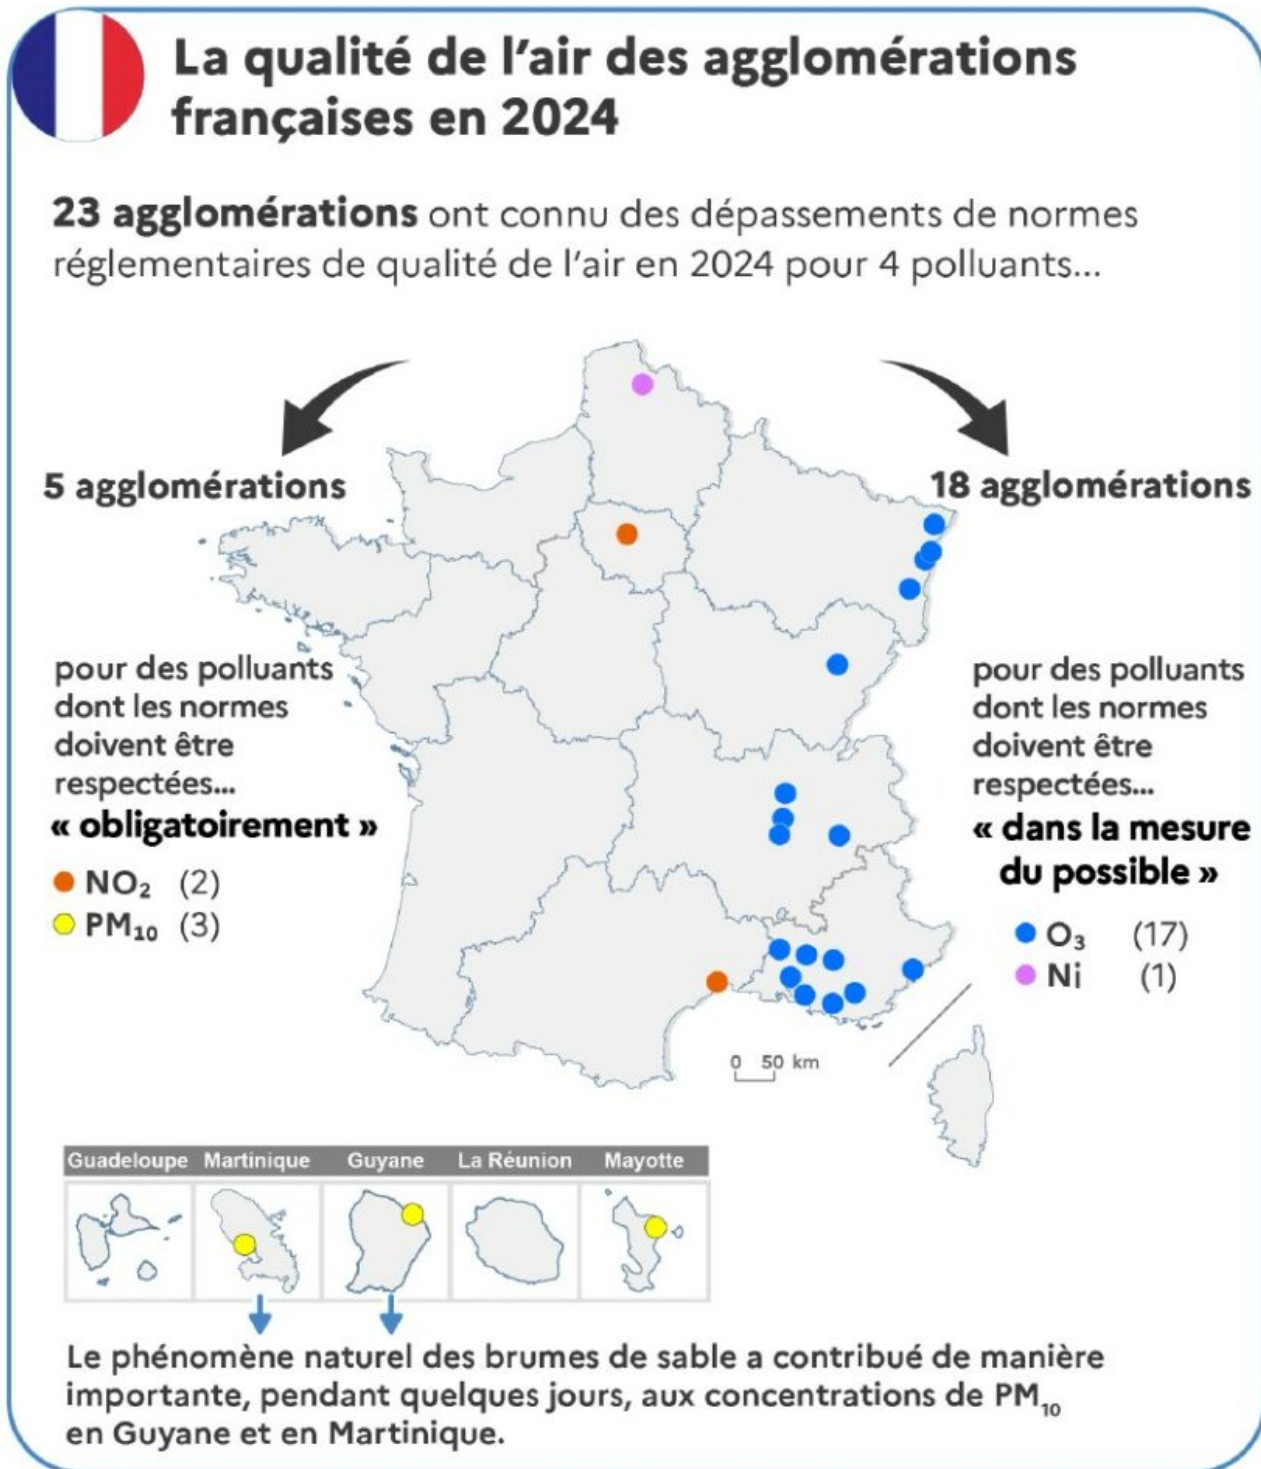 La qualité de l’air des agglomérations
françaises en 2024
23 agglomérations ont connu des dépassements de normes
réglementaires de qualité de l’air en 2024 pour 4 polluants...
5 agglomérations
pour des polluants
dont les normes
doivent être
respectées...
« obligatoirement »
NO₂ (2)
PM₁₀ (3)
18 agglomérations
pour des polluants
dont les normes
doivent être
respectées...
« dans la mesure
du possible »
O₃ (17)
Ni (1)
0 50 km
Guadeloupe Martinique Guyane La Réunion Mayotte
Le phénomène naturel des brumes de sable a contribué de manière
importante, pendant quelques jours, aux concentrations de PM₁₀
en Guyane et en Martinique.